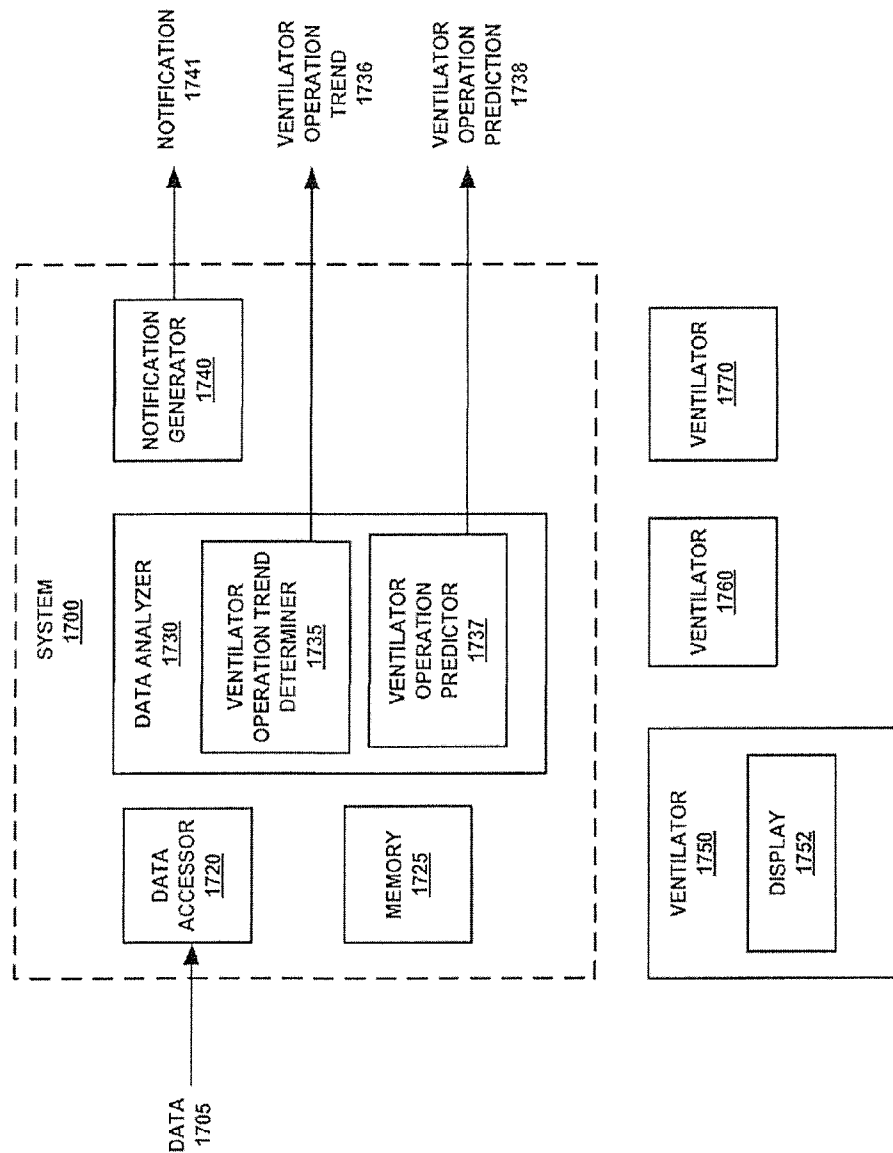 SYSTEM
1700
DATA
1705
DATA
ACCESSOR
1720
MEMORY
1725
DATA ANALYZER
1730
VENTILATOR
OPERATION TREND
DETERMINER
1735
VENTILATOR
OPERATION
PREDICTOR
1737
NOTIFICATION
GENERATOR
1740
NOTIFICATION
1741
VENTILATOR
OPERATION
TREND
1736
VENTILATOR
OPERATION
PREDICTION
1738
VENTILATOR
1750
DISPLAY
1752
VENTILATOR
1760
VENTILATOR
1770